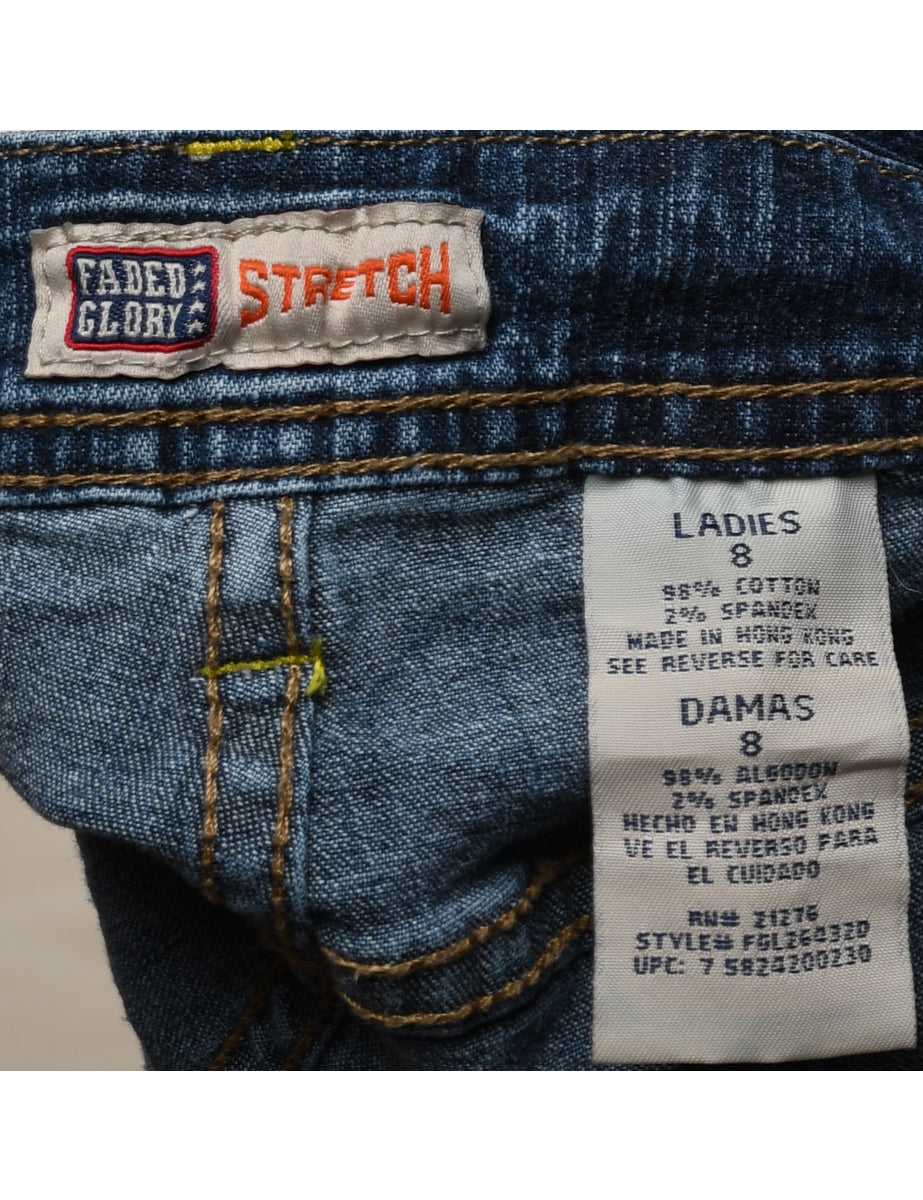 FADED
GLORY
STRETCH
LADIES
8
98% COTTON
2% SPANDEX
MADE IN HONG KONG
SEE REVERSE FOR CARE
DAMAS
8
98% ALGODON
2% SPANDEX
HECHO EN HONG KONG
VE EL REVERSO PARA
EL CUIDADO
RN# 21276
STYLE# FGL26432D
UPC: 7 5824200230